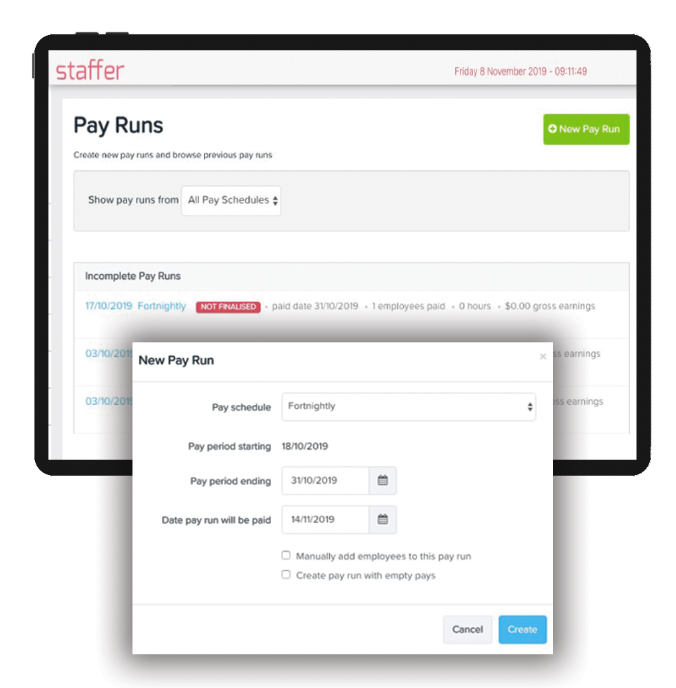 staffer
Friday 8 November 2019 - 09:11:49
Pay Runs
New Pay Run
Create new pay runs and browse previous pay runs
Show pay runs from All Pay Schedules
Incomplete Pay Runs
17/10/2019 Fortnightly NOT FINALISED • paid date 31/10/2019 • 1 employees paid • 0 hours • $0.00 gross earnings
03/10/201 ss earnings
03/10/201 ss earnings
New Pay Run ×
Pay schedule Fortnightly
Pay period starting 18/10/2019
Pay period ending 31/10/2019
Date pay run will be paid 14/11/2019
Manually add employees to this pay run
Create pay run with empty pays
Cancel Create